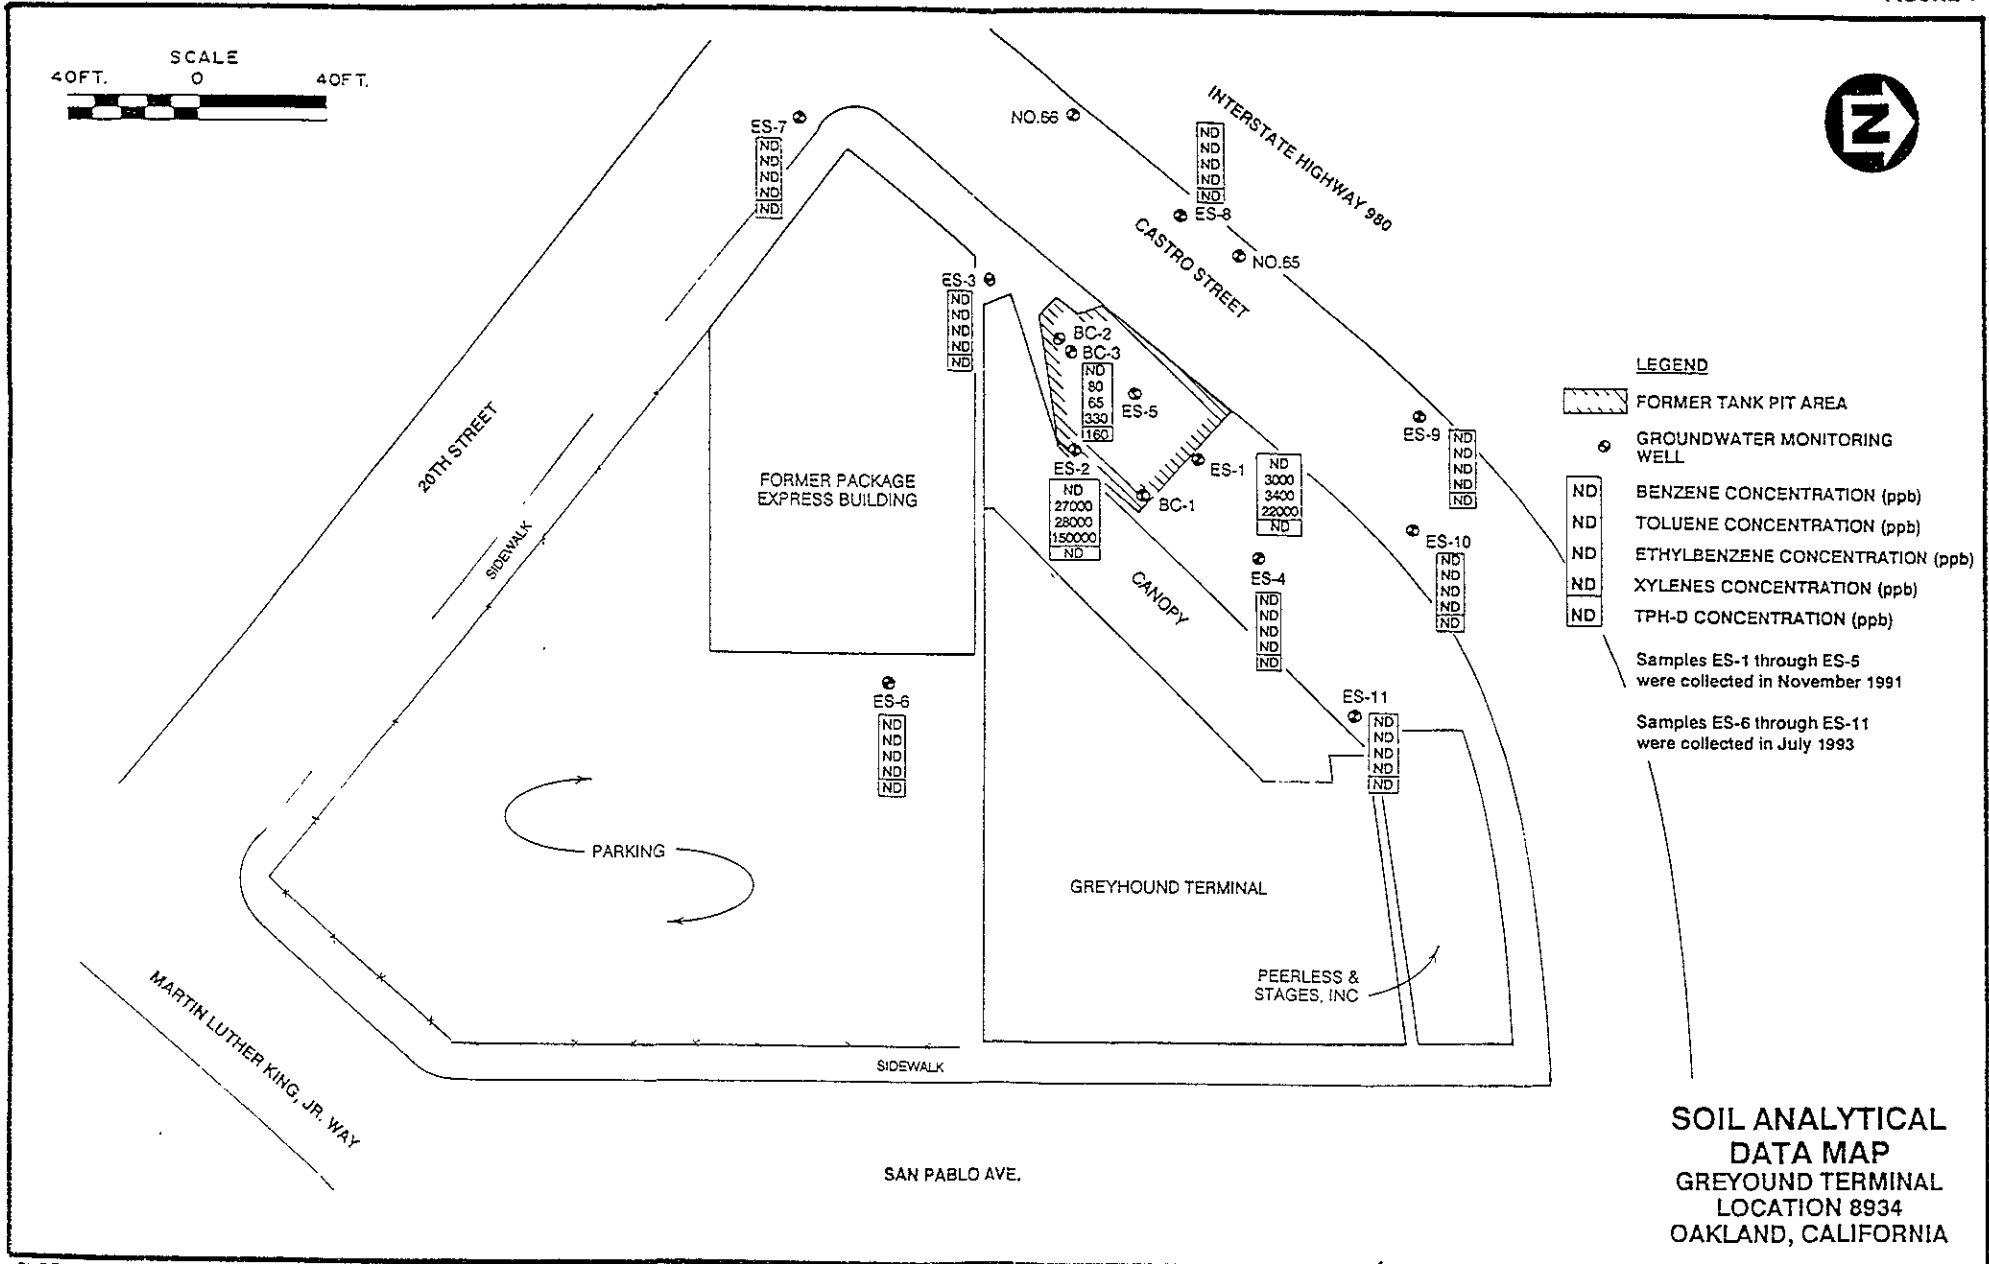 SCALE
40FT. 0 40FT.
N
INTERSTATE HIGHWAY 980
NO.66
ES-7
ND
ND
ND
ND
ND
ND
ND
ND
ND
ND
ES-8
CASTRO STREET
NO.65
ES-3
ND
ND
ND
ND
ND
BC-2
BC-3
ND
80
65
330
160
ES-5
20TH STREET
SIDEWALK
FORMER PACKAGE
EXPRESS BUILDING
ES-2
ND
27000
28000
150000
ND
ES-1
ND
3000
3400
22000
ND
BC-1
ES-9
ND
ND
ND
ND
ND
ES-10
ND
ND
ND
ND
ND
CANOPY
ES-4
ND
ND
ND
ND
ND
ES-6
ND
ND
ND
ND
ND
ES-11
ND
ND
ND
ND
ND
LEGEND
FORMER TANK PIT AREA
GROUNDWATER MONITORING
WELL
ND BENZENE CONCENTRATION (ppb)
ND TOLUENE CONCENTRATION (ppb)
ND ETHYLBENZENE CONCENTRATION (ppb)
ND XYLENES CONCENTRATION (ppb)
ND TPH-D CONCENTRATION (ppb)
Samples ES-1 through ES-5
were collected in November 1991
Samples ES-6 through ES-11
were collected in July 1993
PARKING
GREYHOUND TERMINAL
PEERLESS &
STAGES, INC
MARTIN LUTHER KING, JR. WAY
SIDEWALK
SAN PABLO AVE.
SOIL ANALYTICAL
DATA MAP
GREYOUND TERMINAL
LOCATION 8934
OAKLAND, CALIFORNIA